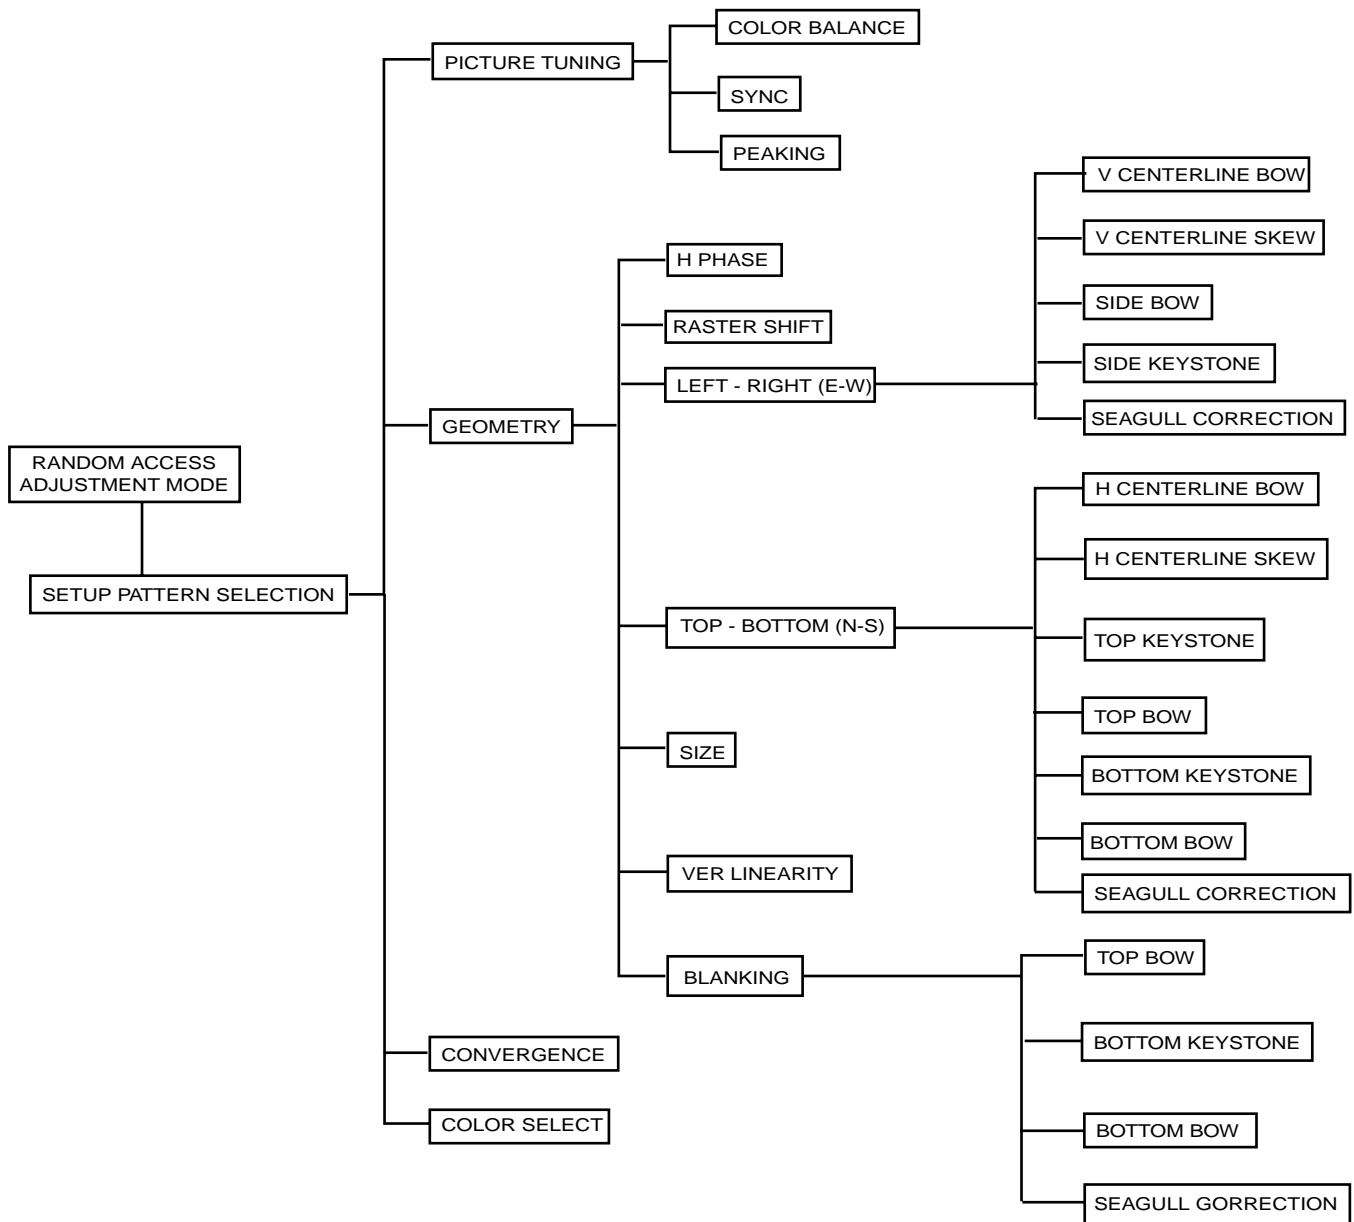 COLOR BALANCE
PICTURE TUNING
SYNC
PEAKING
V CENTERLINE BOW
V CENTERLINE SKEW
H PHASE
SIDE BOW
RASTER SHIFT
SIDE KEYSTONE
LEFT - RIGHT (E-W)
SEAGULL CORRECTION
GEOMETRY
RANDOM ACCESS
ADJUSTMENT MODE
H CENTERLINE BOW
H CENTERLINE SKEW
SETUP PATTERN SELECTION
TOP - BOTTOM (N-S)
TOP KEYSTONE
TOP BOW
SIZE
BOTTOM KEYSTONE
BOTTOM BOW
VER LINEARITY
SEAGULL CORRECTION
TOP BOW
BLANKING
BOTTOM KEYSTONE
CONVERGENCE
COLOR SELECT
BOTTOM BOW
SEAGULL GORRECTION